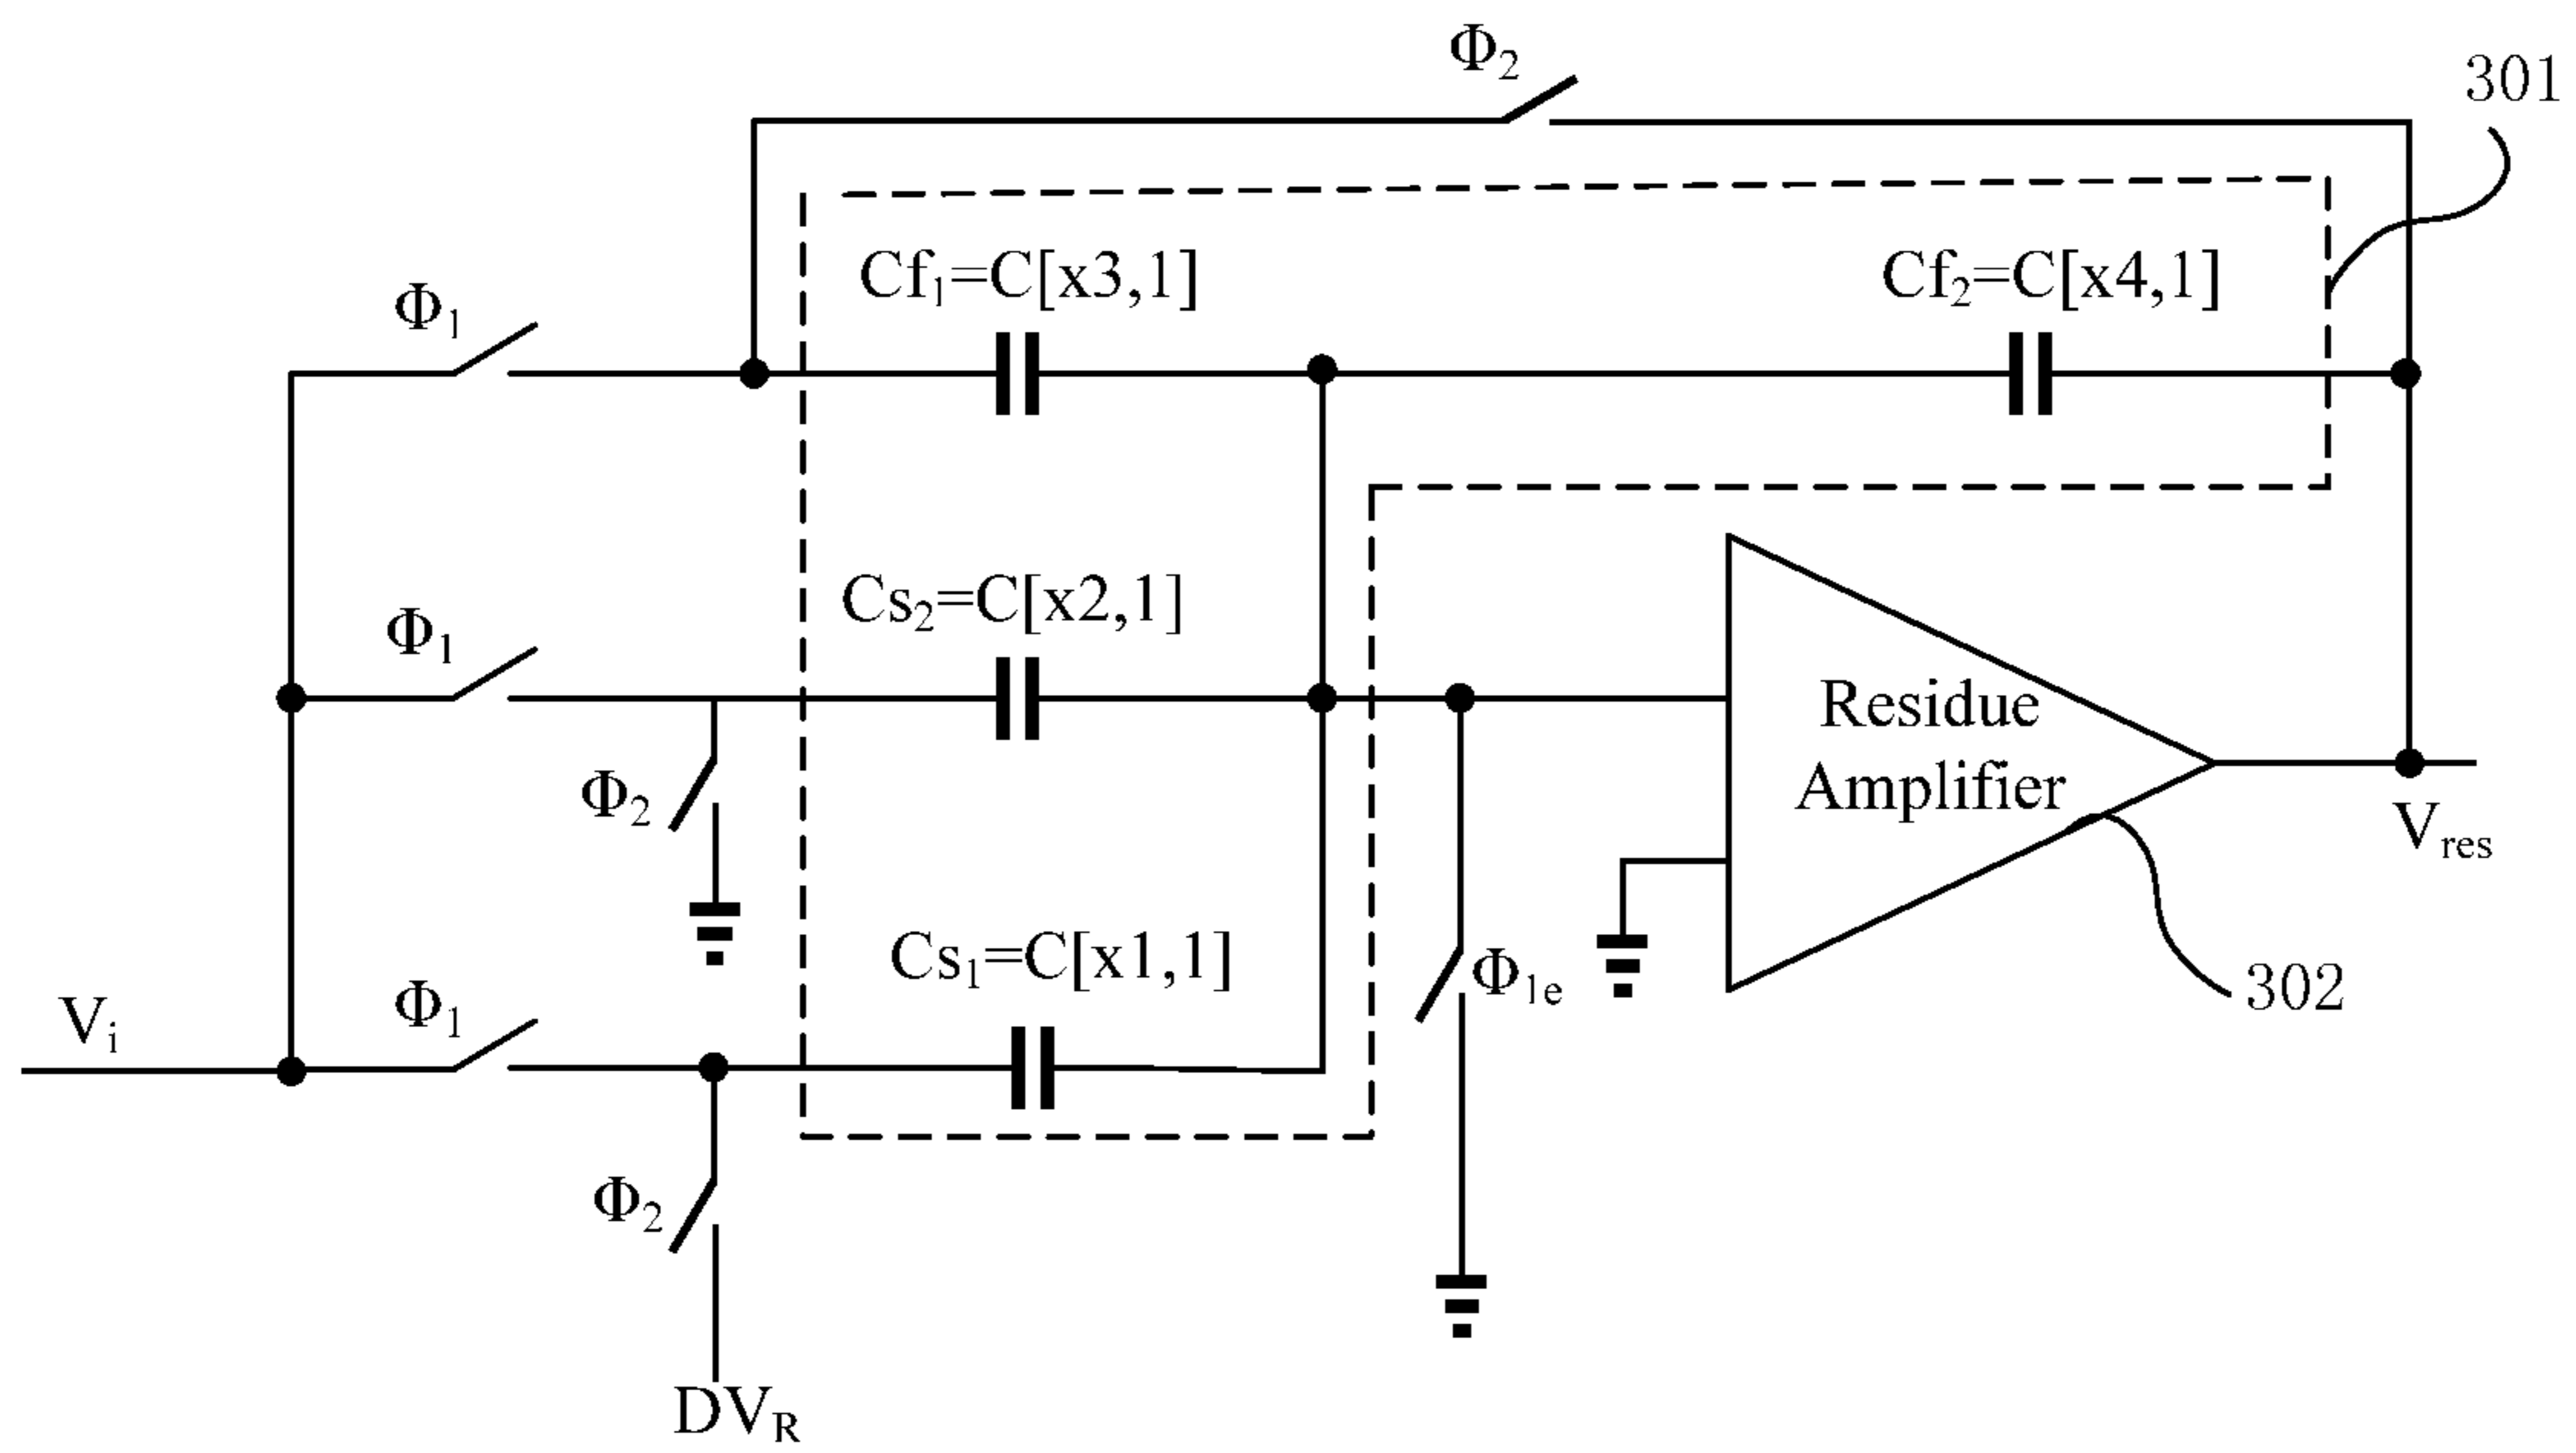 Φ₂
301
Cf₁=C[x3,1]
Cf₂=C[x4,1]
Φ₁
Cs₂=C[x2,1]
Φ₁
Φ₂
Residue
Amplifier
Vres
Cs₁=C[x1,1]
Φ₁e
302
Vi
Φ₁
Φ₂
DVR